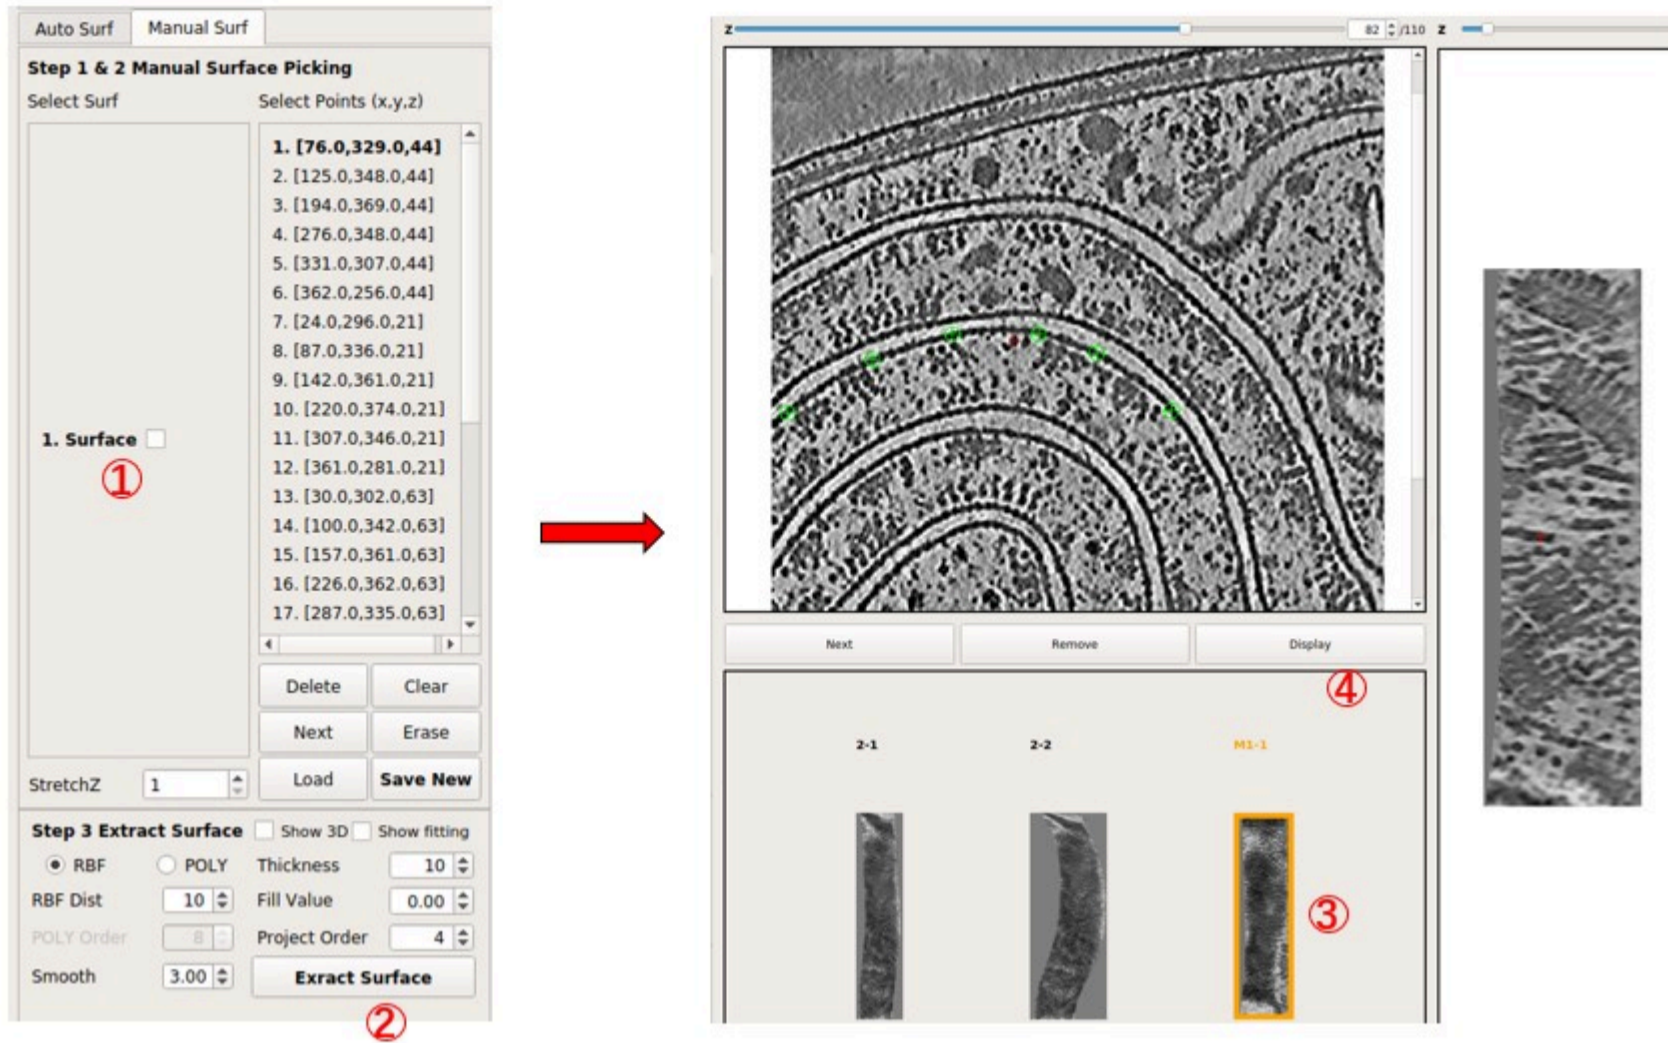 Auto Surf Manual Surf
Step 1 & 2 Manual Surface Picking
Select Surf Select Points (x,y,z)
1. [76.0,329.0,44]
2. [125.0,348.0,44]
3. [194.0,369.0,44]
4. [276.0,348.0,44]
5. [331.0,307.0,44]
6. [362.0,256.0,44]
7. [24.0,296.0,21]
8. [87.0,336.0,21]
9. [142.0,361.0,21]
10. [220.0,374.0,21]
11. [307.0,346.0,21]
12. [361.0,281.0,21]
13. [30.0,302.0,63]
14. [100.0,342.0,63]
15. [157.0,361.0,63]
16. [226.0,362.0,63]
17. [287.0,335.0,63]
1. Surface
①
Delete Clear
Next Erase
Load Save New
StretchZ 1
Step 3 Extract Surface Show 3D Show fitting
RBF POLY Thickness 10
RBF Dist 10 Fill Value 0.00
POLY Order 8 Project Order 4
Smooth 3.00 Exract Surface
②
z 82 /110 z
Next Remove Display
④
2-1 2-2 M1-1
③